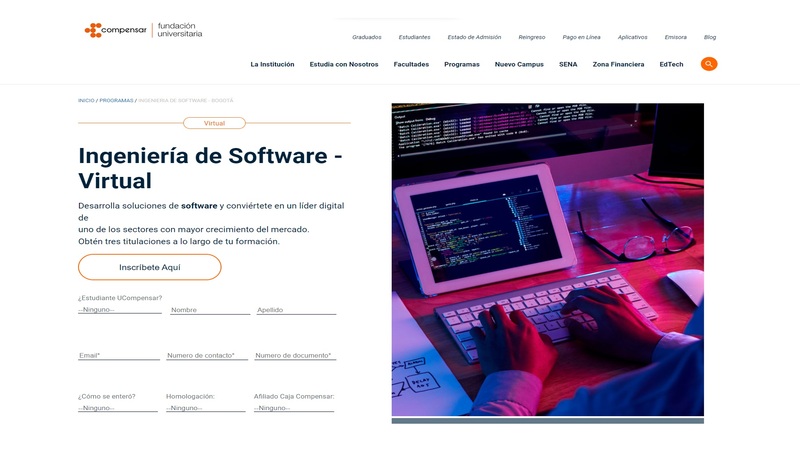 compensar | fundación
universitaria
Graduados Estudiantes Estado de Admisión Reingreso Pago en Línea Aplicativos Emisora Blog
La Institución Estudia con Nosotros Facultades Programas Nuevo Campus SENA Zona Financiera EdTech
INICIO / PROGRAMAS / INGENIERÍA DE SOFTWARE - BOGOTÁ
Virtual
Ingeniería de Software -
Virtual
Desarrolla soluciones de software y conviértete en un líder digital
de
uno de los sectores con mayor crecimiento del mercado.
Obtén tres titulaciones a lo largo de tu formación.
Inscríbete Aquí
¿Estudiante UCompensar?
--Ninguno-- Nombre Apellido
Email* Numero de contacto* Numero de documento*
¿Cómo se enteró? Homologación: Afiliado Caja Compensar:
--Ninguno-- --Ninguno-- --Ninguno--